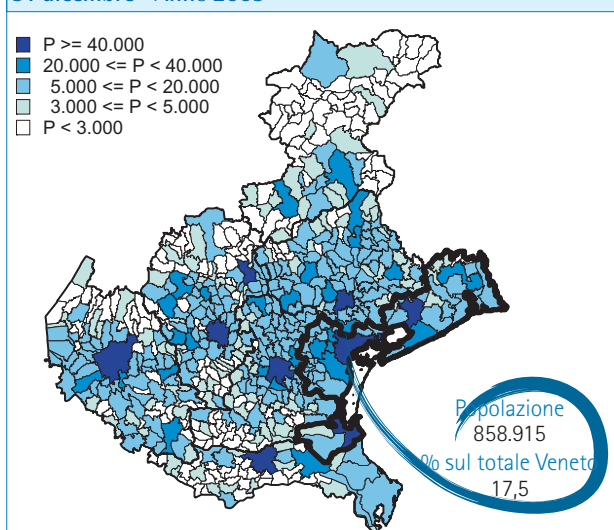 P >= 40.000
20.000 <= P < 40.000
5.000 <= P < 20.000
3.000 <= P < 5.000
P < 3.000
Popolazione
858.915
% sul totale Veneto
17,5